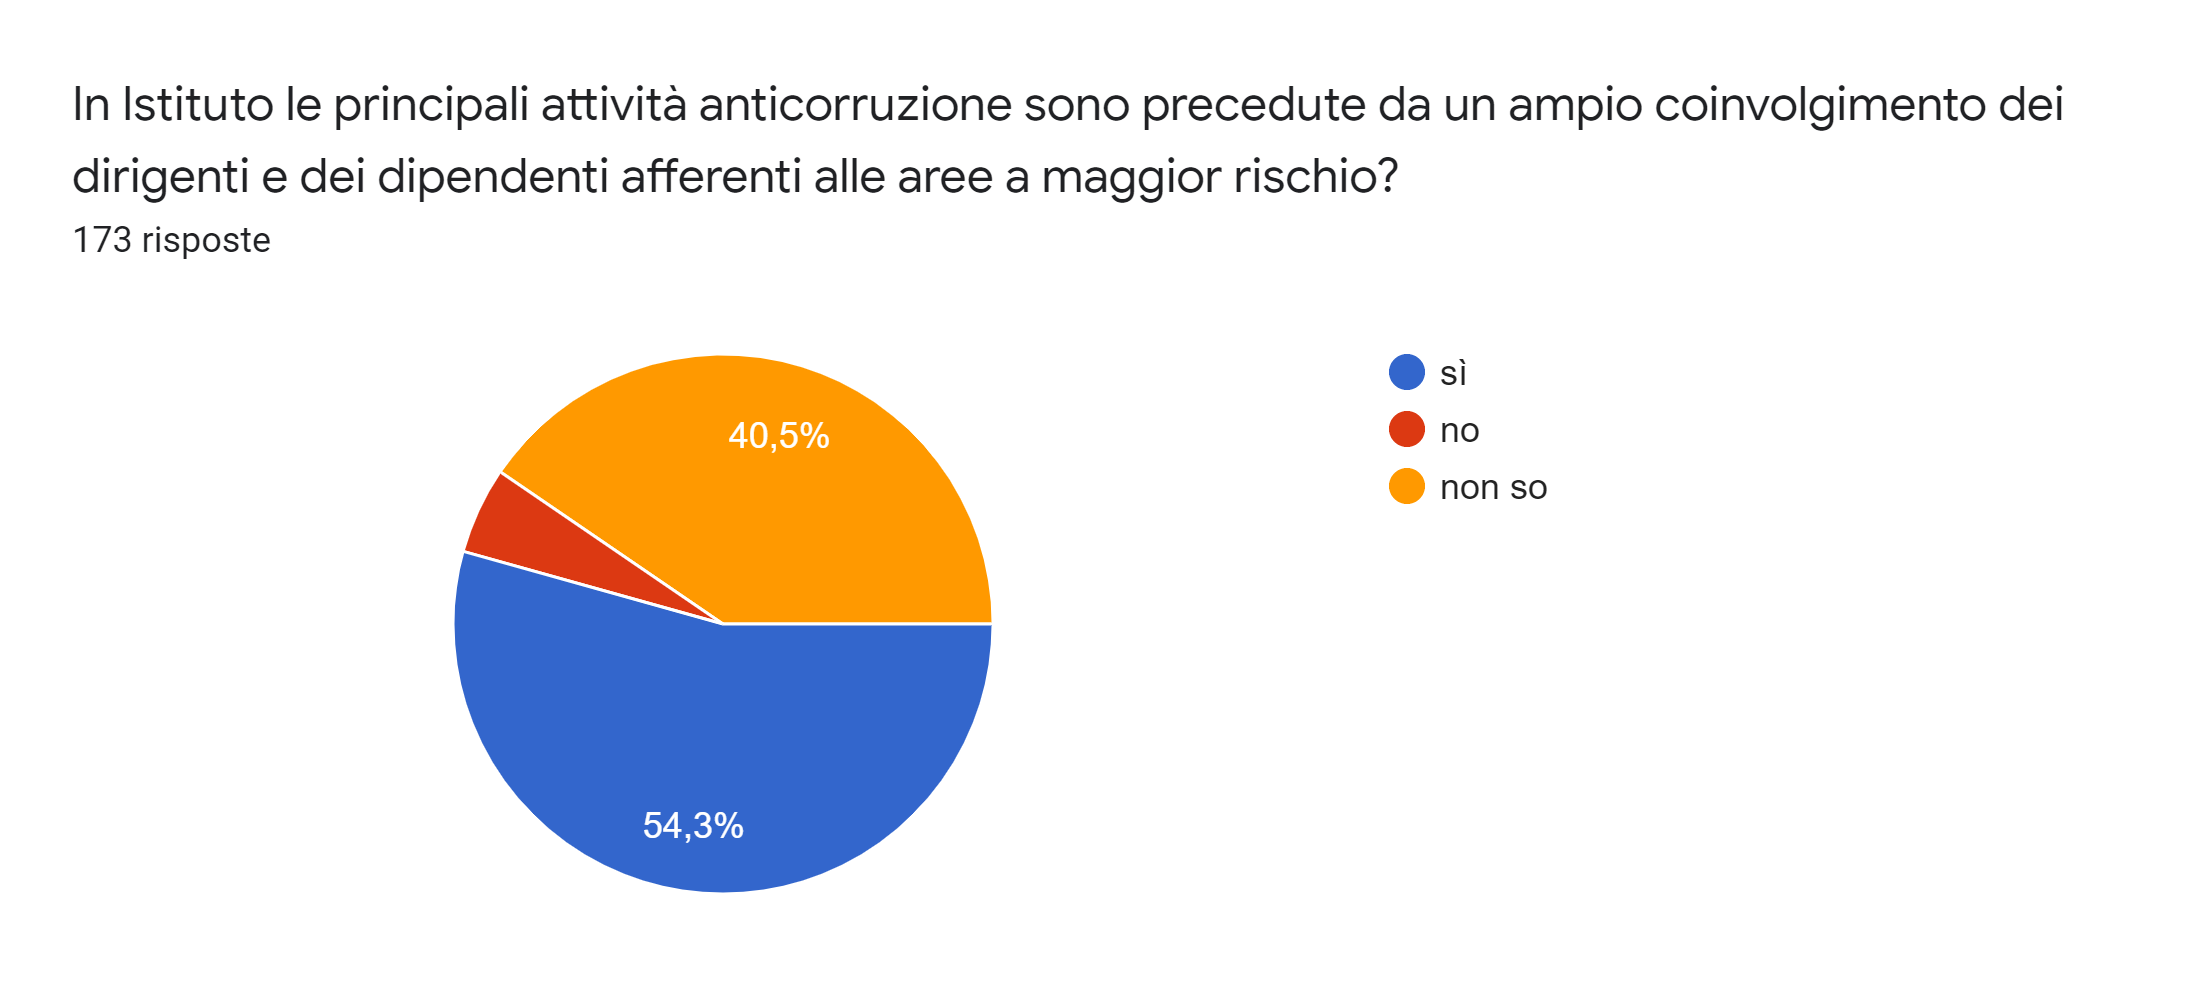 In Istituto le principali attività anticorruzione sono precedute da un ampio coinvolgimento dei
dirigenti e dei dipendenti afferenti alle aree a maggior rischio?
173 risposte
sì
no
non so
40,5%
54,3%